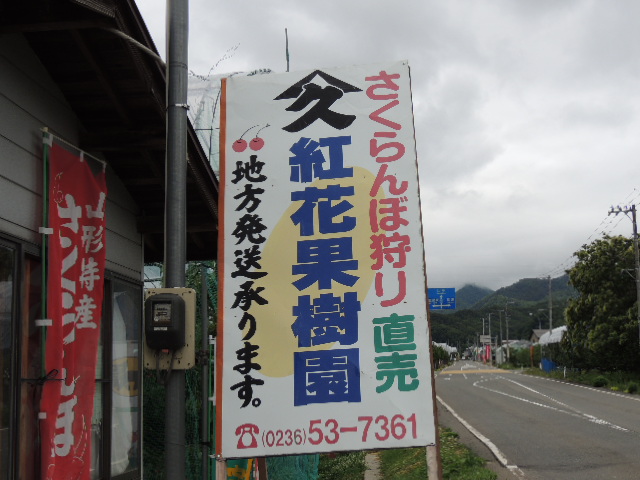 さくらんぼ狩り 直売
久
紅花果樹園
地方発送承ります。
(0236)53-7361
山形特産
さくらんぼ